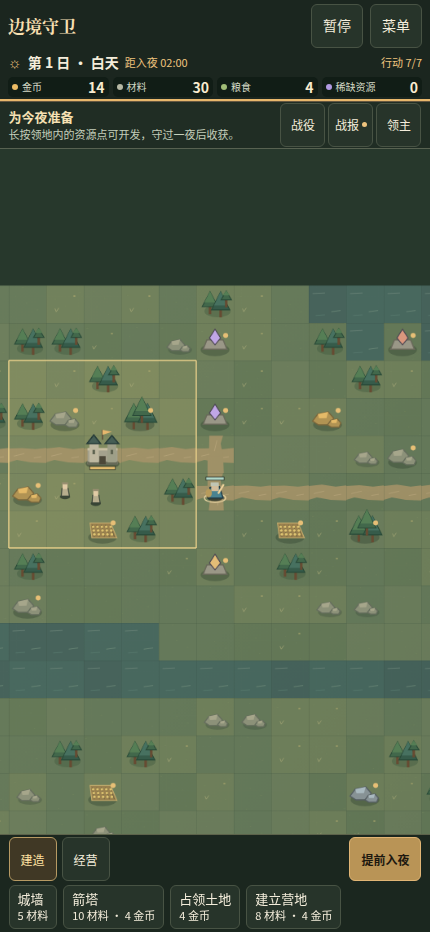 边境守卫
暂停
菜单
第 1 日 · 白天 距入夜 02:00
行动 7/7
金币 14
材料 30
粮食 4
稀缺资源 0
为今夜准备
长按领地内的资源点可开发，守过一夜后收获。
战役
战报
领主
建造
经营
提前入夜
城墙
5 材料
箭塔
10 材料 · 4 金币
占领土地
4 金币
建立营地
8 材料 · 4 金币